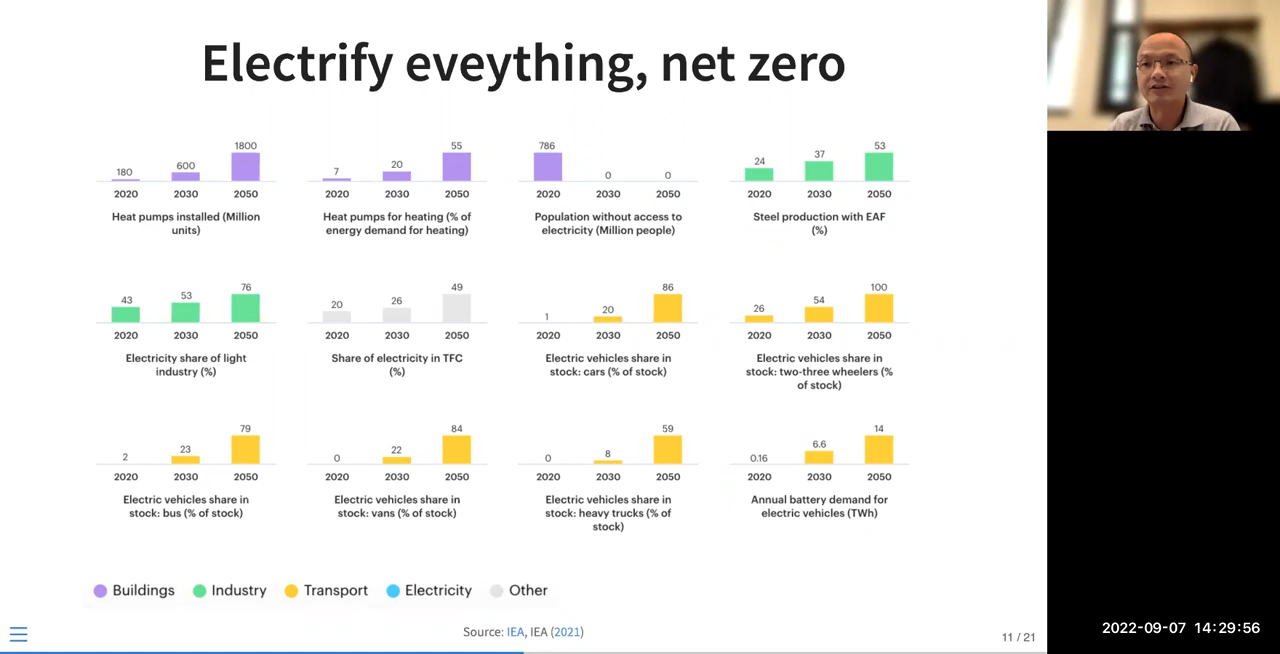 Electrify eveything, net zero
180 600 1800
2020 2030 2050
Heat pumps installed (Million
units)
7 20 55
2020 2030 2050
Heat pumps for heating (% of
energy demand for heating)
786 0 0
2020 2030 2050
Population without access to
electricity (Million people)
24 37 53
2020 2030 2050
Steel production with EAF
(%)
43 53 76
2020 2030 2050
Electricity share of light
industry (%)
20 26 49
2020 2030 2050
Share of electricity in TFC
(%)
1 20 86
2020 2030 2050
Electric vehicles share in
stock: cars (% of stock)
26 54 100
2020 2030 2050
Electric vehicles share in
stock: two-three wheelers (%
of stock)
2 23 79
2020 2030 2050
Electric vehicles share in
stock: bus (% of stock)
0 22 84
2020 2030 2050
Electric vehicles share in
stock: vans (% of stock)
0 8 59
2020 2030 2050
Electric vehicles share in
stock: heavy trucks (% of
stock)
0.16 6.6 14
2020 2030 2050
Annual battery demand for
electric vehicles (TWh)
Buildings Industry Transport Electricity Other
Source: IEA, IEA (2021)
11 / 21
2022-09-07 14:29:56